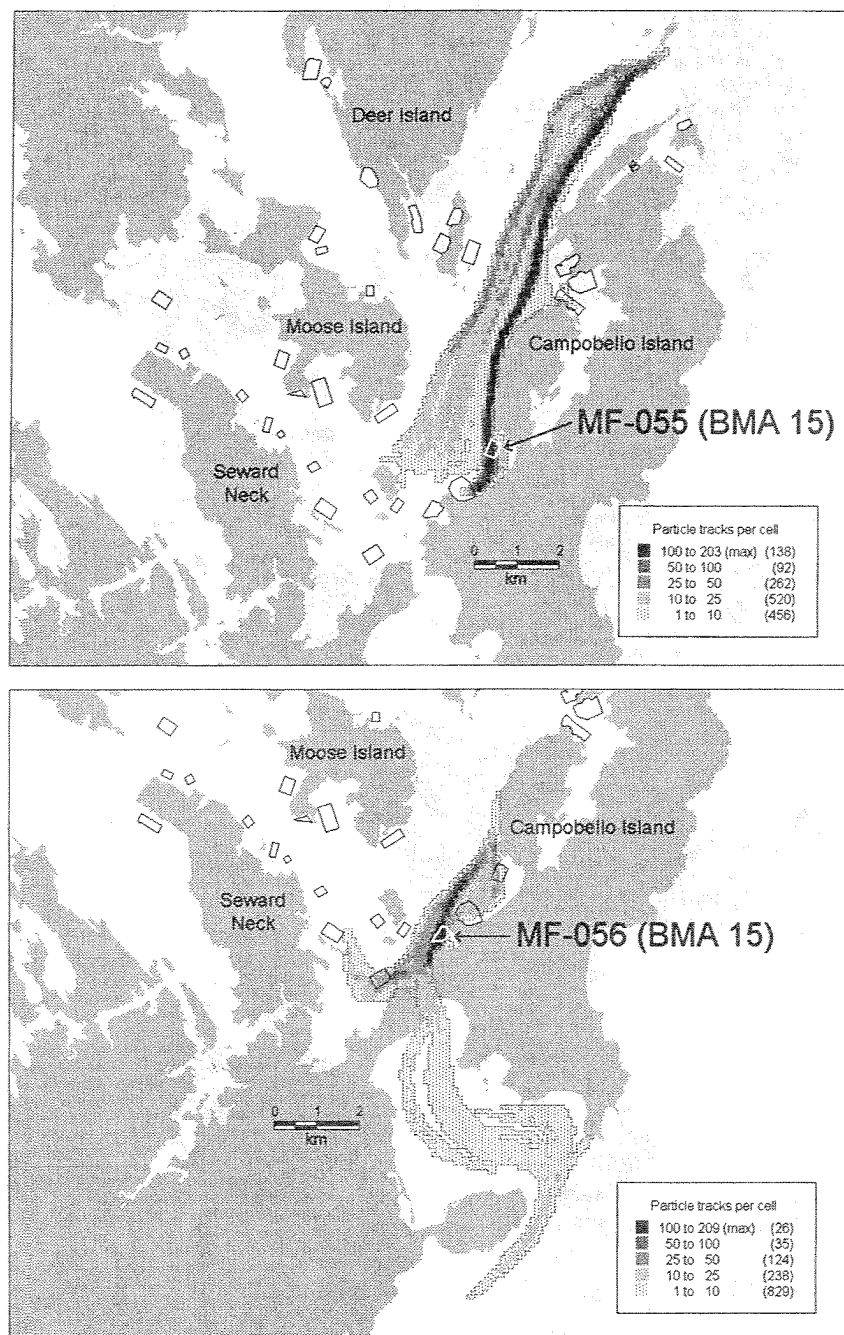 Deer Island
Moose Island
Campobello Island
MF-055 (BMA 15)
Seward
Neck
0 1 2
km
Particle tracks per cell
100 to 203 (max) (138)
50 to 100 (92)
25 to 50 (262)
10 to 25 (520)
1 to 10 (456)
Moose Island
Campobello Island
Seward
Neck
MF-056 (BMA 15)
0 1 2
km
Particle tracks per cell
100 to 209 (max) (26)
50 to 100 (35)
25 to 50 (124)
10 to 25 (238)
1 to 10 (829)